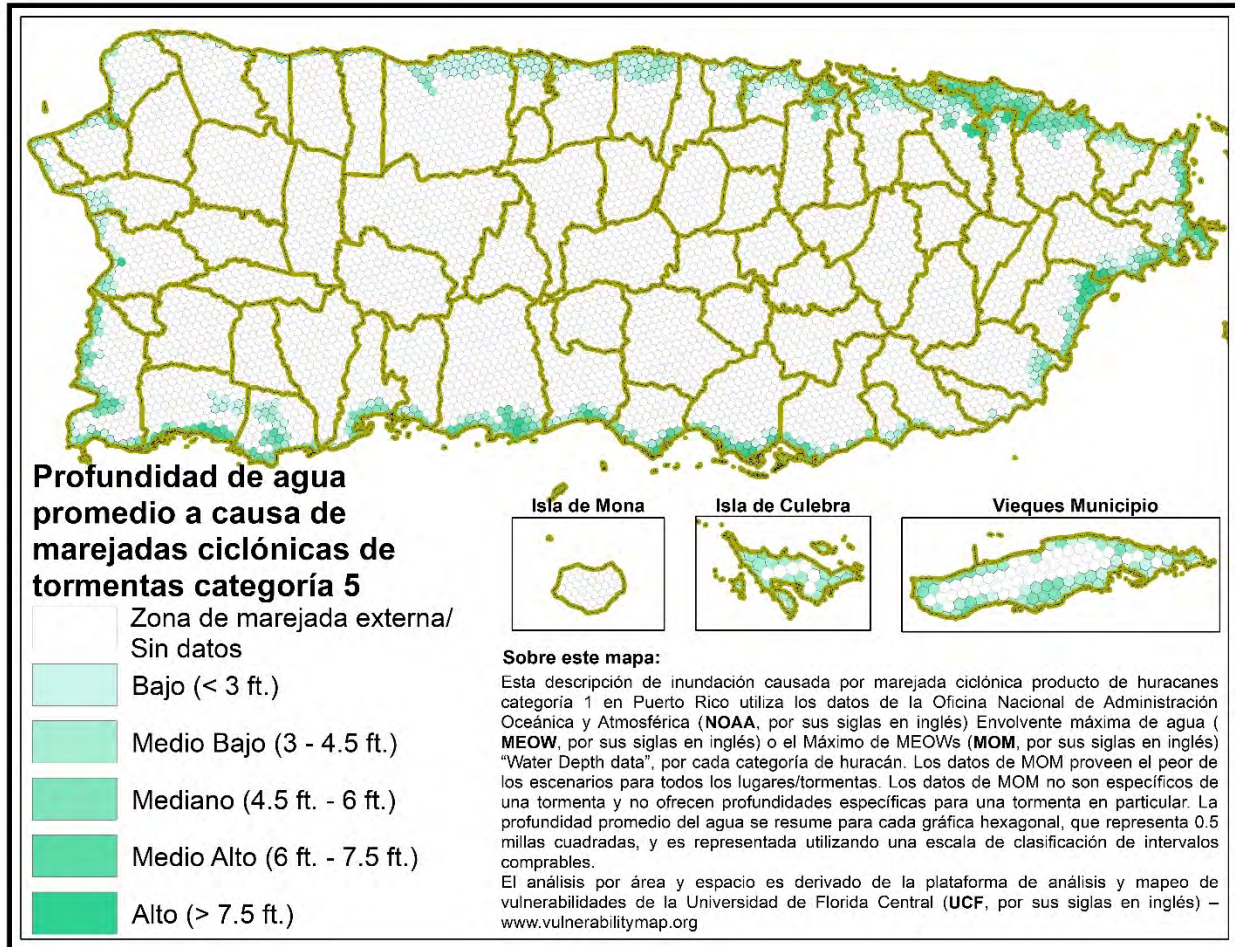 Profundidad de agua
promedio a causa de
marejadas ciclónicas de
tormentas categoría 5
Zona de marejada externa/
Sin datos
Bajo (< 3 ft.)
Medio Bajo (3 - 4.5 ft.)
Mediano (4.5 ft. - 6 ft.)
Medio Alto (6 ft. - 7.5 ft.)
Alto (> 7.5 ft.)
Isla de Mona
Isla de Culebra
Vieques Municipio
Sobre este mapa:
Esta descripción de inundación causada por marejada ciclónica producto de huracanes
categoría 1 en Puerto Rico utiliza los datos de la Oficina Nacional de Administración
Oceánica y Atmosférica (NOAA, por sus siglas en inglés) Envolvente máxima de agua (
MEOW, por sus siglas en inglés) o el Máximo de MEOWs (MOM, por sus siglas en inglés)
“Water Depth data”, por cada categoría de huracán. Los datos de MOM proveen el peor de
los escenarios para todos los lugares/tormentas. Los datos de MOM no son específicos de
una tormenta y no ofrecen profundidades específicas para una tormenta en particular. La
profundidad promedio del agua se resume para cada gráfica hexagonal, que representa 0.5
millas cuadradas, y es representada utilizando una escala de clasificación de intervalos
comprables.
El análisis por área y espacio es derivado de la plataforma de análisis y mapeo de
vulnerabilidades de la Universidad de Florida Central (UCF, por sus siglas en inglés) –
www.vulnerabilitymap.org